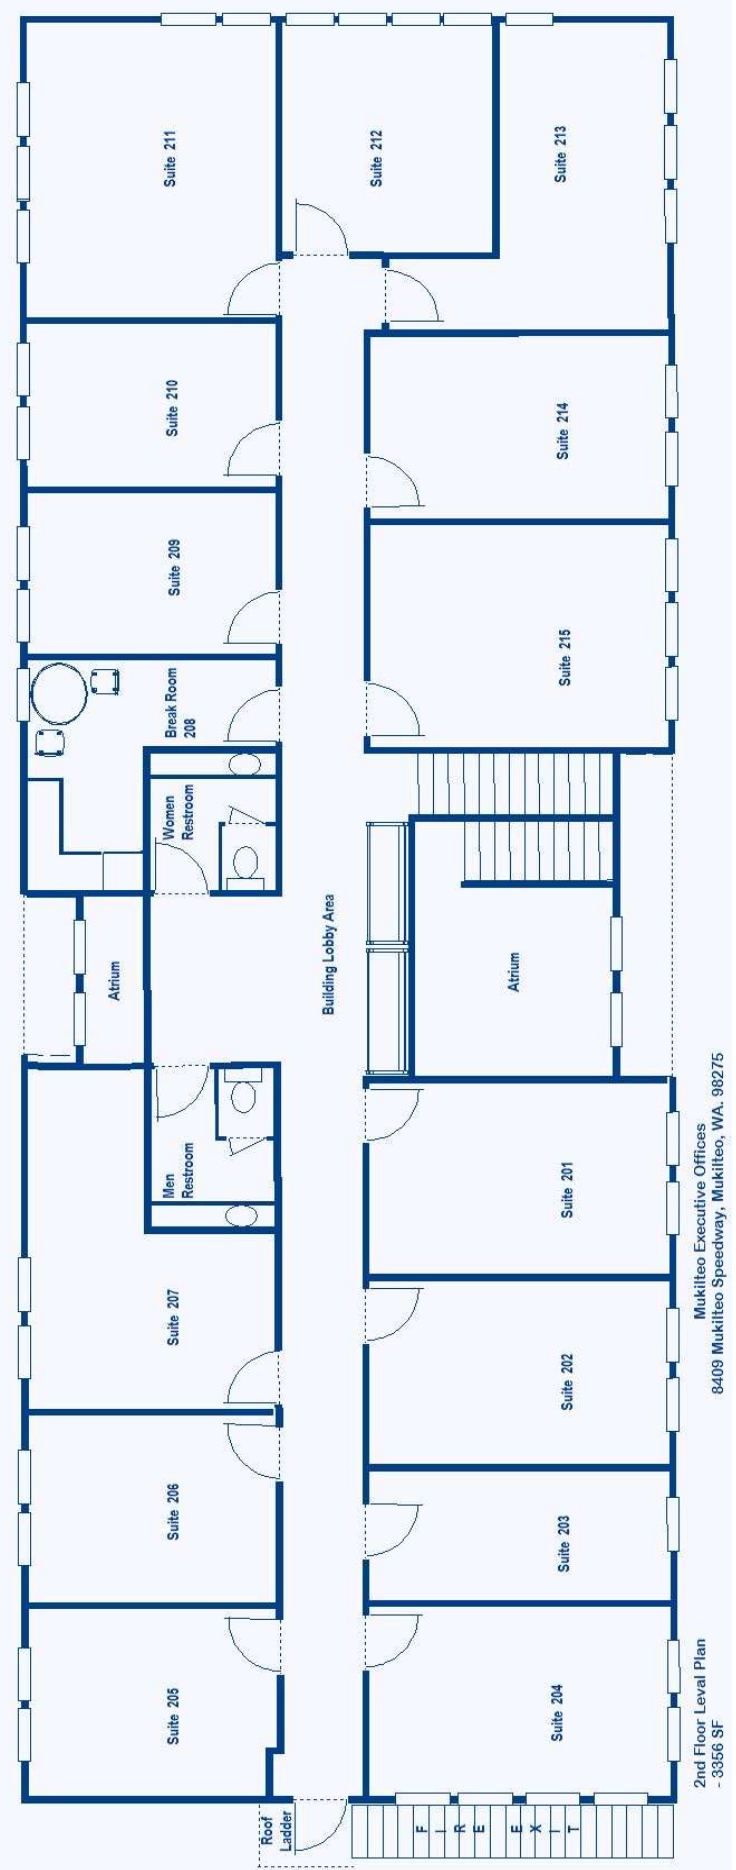 Suite 211
Suite 212
Suite 213
Suite 210
Suite 214
Suite 209
Suite 215
Break Room
208
Women
Restroom
Building Lobby Area
Atrium
Atrium
Men
Restroom
Suite 201
Suite 207
Suite 202
Suite 206
Suite 203
Suite 205
Suite 204
Roof
Ladder
FIRE EXIT
Mukilteo Executive Offices
8409 Mukilteo Speedway, Mukilteo, WA. 98275
2nd Floor Leval Plan
- 3356 SF